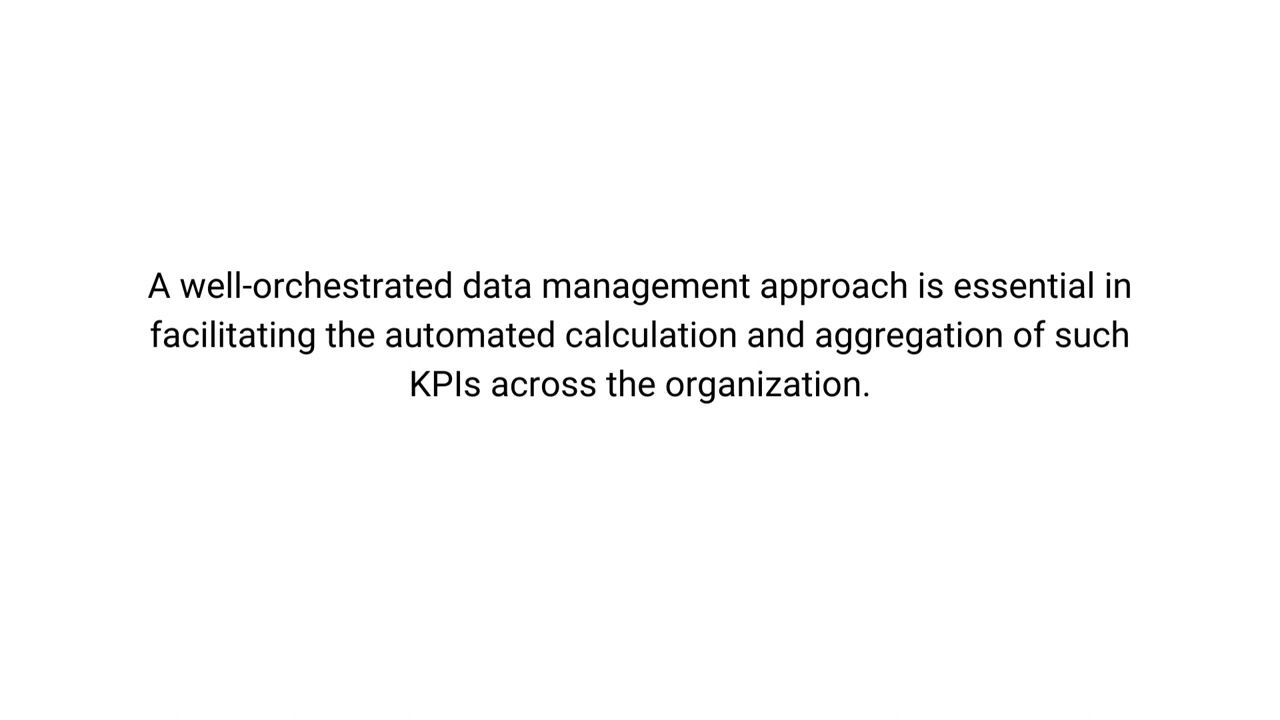 A well-orchestrated data management approach is essential in
facilitating the automated calculation and aggregation of such
KPIs across the organization.